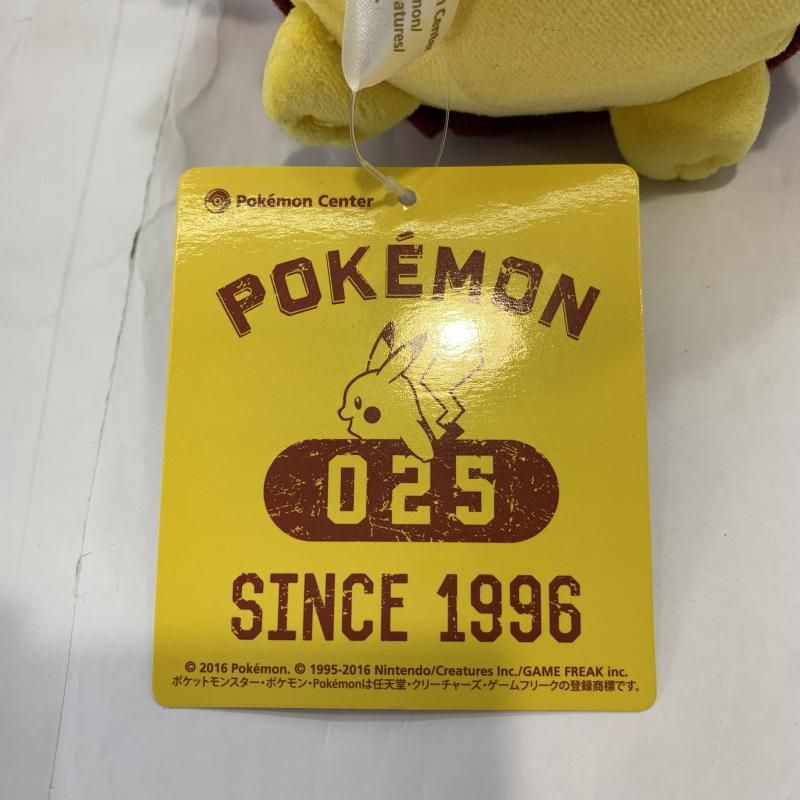 n Center
mon/
eatures/
Pokémon Center
POKÉMON
025
SINCE 1996
© 2016 Pokémon. © 1995-2016 Nintendo/Creatures Inc./GAME FREAK inc.
ポケットモンスター・ポケモン・Pokémonは任天堂・クリーチャーズ・ゲームフリークの登録商標です。